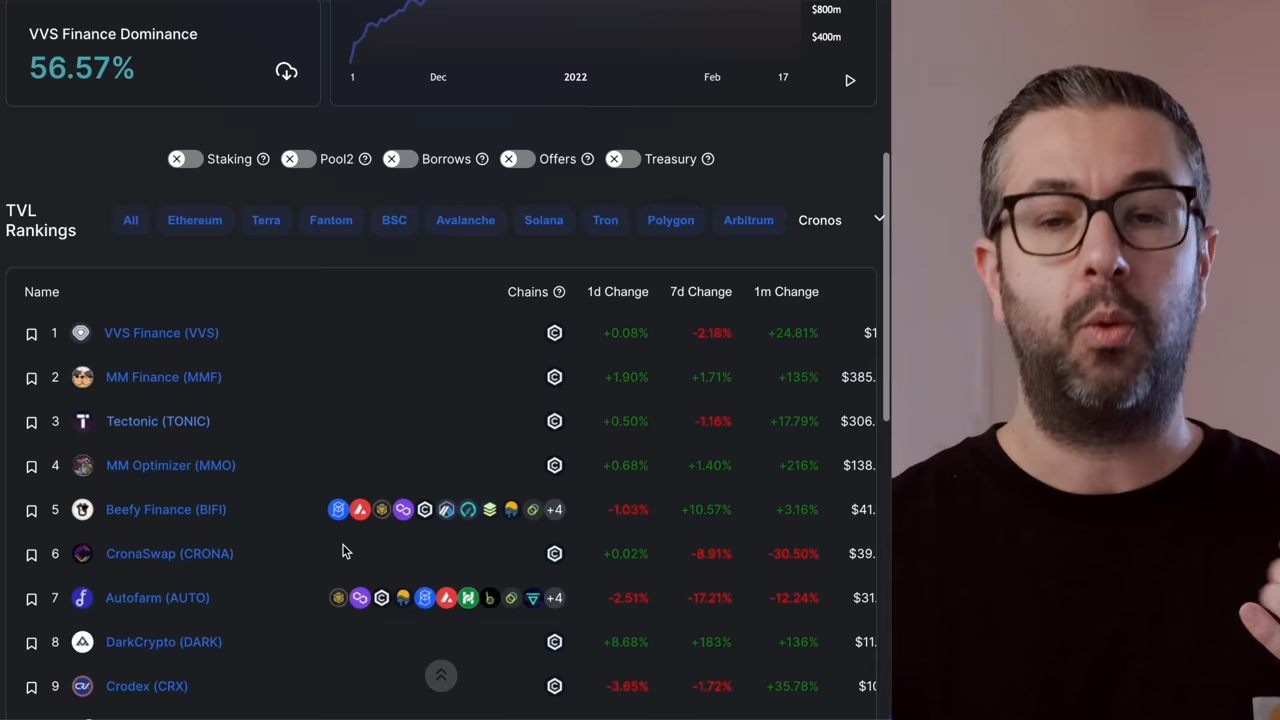 VVS Finance Dominance
56.57%
$800m
$400m
1 Dec 2022 Feb 17
Staking Pool2 Borrows Offers Treasury
TVL Rankings
All Ethereum Terra Fantom BSC Avalanche Solana Tron Polygon Arbitrum Cronos
Name Chains 1d Change 7d Change 1m Change
1 VVS Finance (VVS) +0.08% -2.18% +24.81% $1
2 MM Finance (MMF) +1.90% +1.71% +135% $385.
3 Tectonic (TONIC) +0.50% -1.16% +17.79% $306.
4 MM Optimizer (MMO) +0.68% +1.40% +216% $138.
5 Beefy Finance (BIFI) +4 -1.03% +10.57% +3.16% $41.
6 CronaSwap (CRONA) +0.02% -8.91% -30.50% $39.
7 Autofarm (AUTO) +4 -2.51% -17.21% -12.24% $31.
8 DarkCrypto (DARK) +8.68% +183% +136% $11.
9 Crodex (CRX) -3.65% -1.72% +35.78% $10